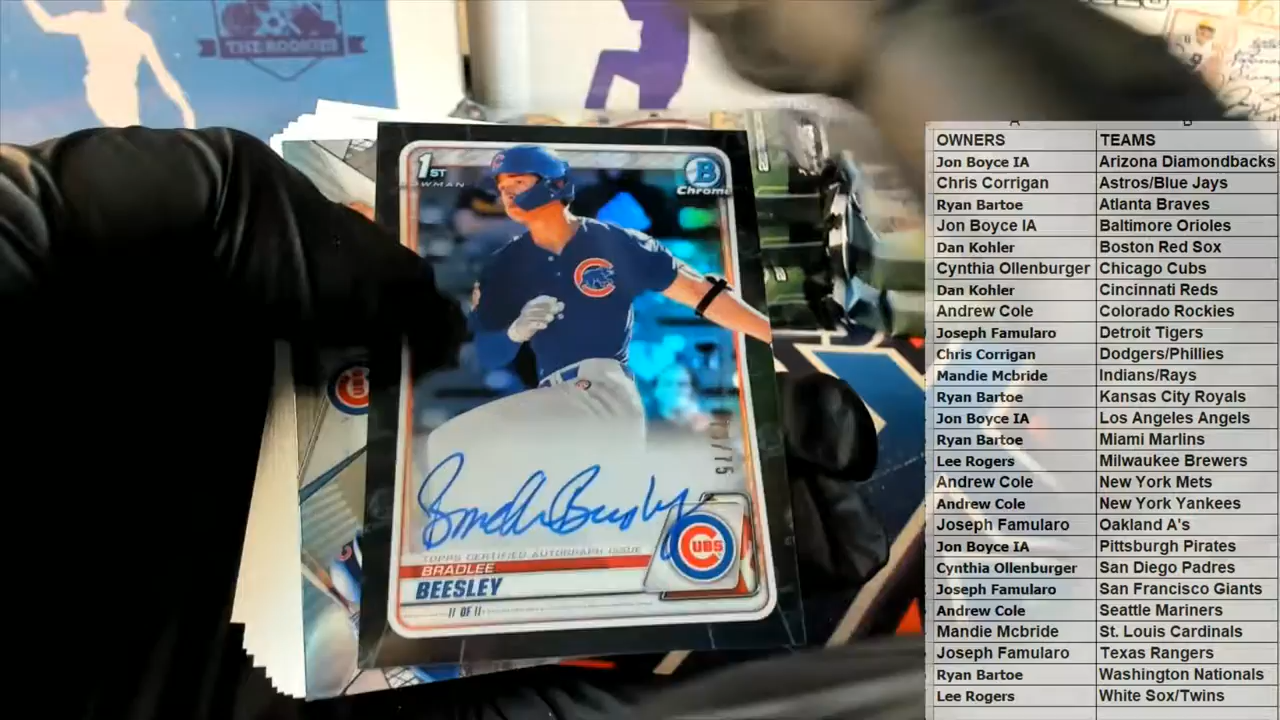 THE ROOKIES
1ST
BOWMAN
B
Chrome
C
/75
TOPPS CERTIFIED AUTOGRAPH ISSUE
BRADLEE
BEESLEY
11 OF 11
CUBS
A B
OWNERS TEAMS
Jon Boyce IA Arizona Diamondbacks
Chris Corrigan Astros/Blue Jays
Ryan Bartoe Atlanta Braves
Jon Boyce IA Baltimore Orioles
Dan Kohler Boston Red Sox
Cynthia Ollenburger Chicago Cubs
Dan Kohler Cincinnati Reds
Andrew Cole Colorado Rockies
Joseph Famularo Detroit Tigers
Chris Corrigan Dodgers/Phillies
Mandie Mcbride Indians/Rays
Ryan Bartoe Kansas City Royals
Jon Boyce IA Los Angeles Angels
Ryan Bartoe Miami Marlins
Lee Rogers Milwaukee Brewers
Andrew Cole New York Mets
Andrew Cole New York Yankees
Joseph Famularo Oakland A's
Jon Boyce IA Pittsburgh Pirates
Cynthia Ollenburger San Diego Padres
Joseph Famularo San Francisco Giants
Andrew Cole Seattle Mariners
Mandie Mcbride St. Louis Cardinals
Joseph Famularo Texas Rangers
Ryan Bartoe Washington Nationals
Lee Rogers White Sox/Twins